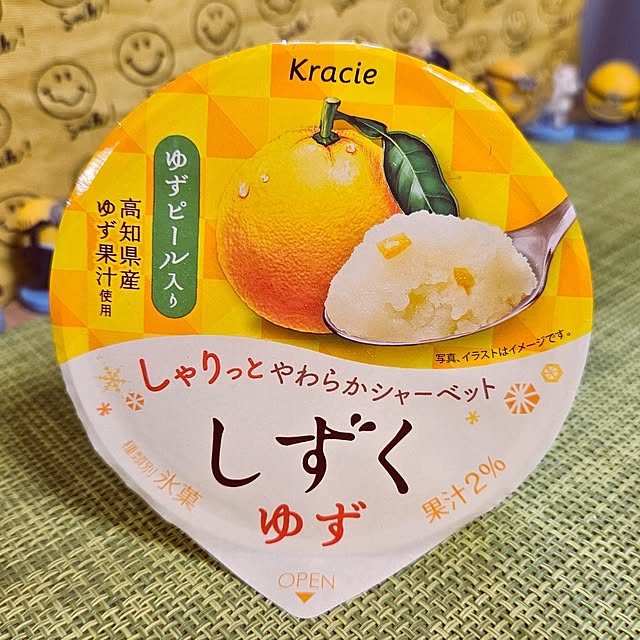 Kracie
ゆずピール入り
高知県産
ゆず果汁使用
写真、イラストはイメージです。
しゃりっとやわらかシャーベット
しずく
ゆず
種類別 氷菓
果汁2%
OPEN
Smile!
Smile!